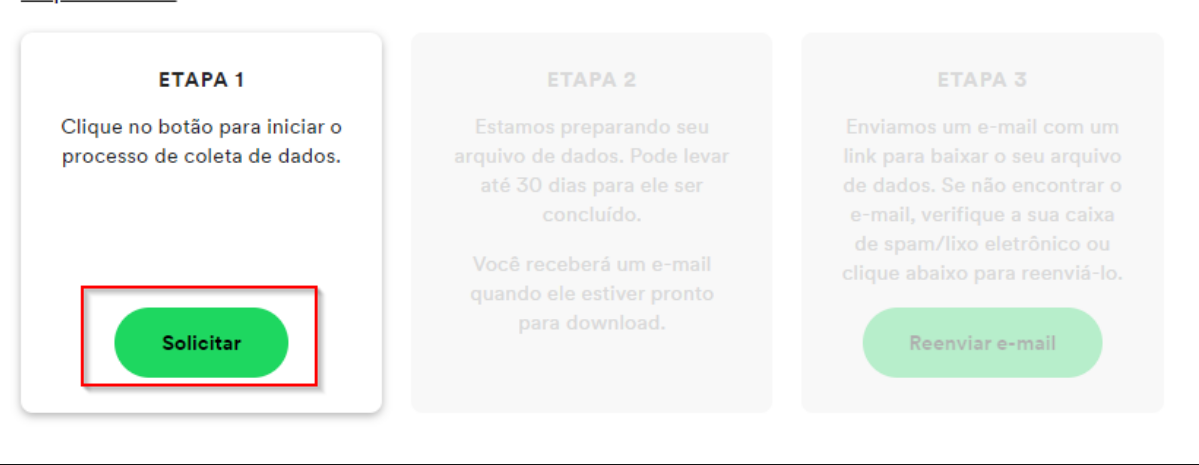 ETAPA 1
Clique no botão para iniciar o
processo de coleta de dados.
Solicitar
ETAPA 2
Estamos preparando seu
arquivo de dados. Pode levar
até 30 dias para ele ser
concluído.
Você receberá um e-mail
quando ele estiver pronto
para download.
ETAPA 3
Enviamos um e-mail com um
link para baixar o seu arquivo
de dados. Se não encontrar o
e-mail, verifique a sua caixa
de spam/lixo eletrônico ou
clique abaixo para reenviá-lo.
Reenviar e-mail